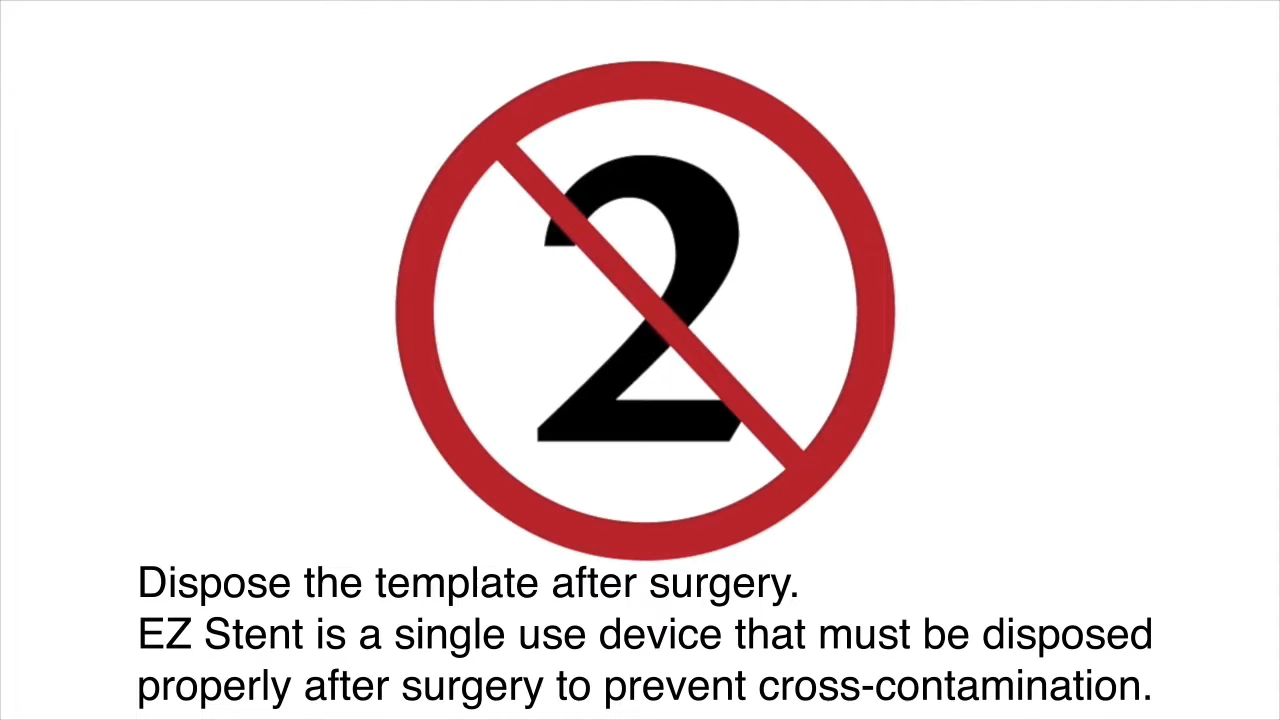 2
Dispose the template after surgery.
EZ Stent is a single use device that must be disposed
properly after surgery to prevent cross-contamination.